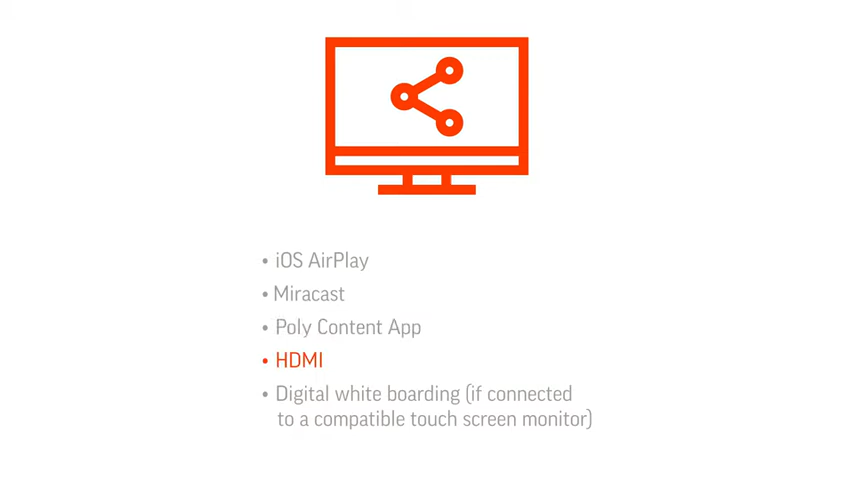 • iOS AirPlay
• Miracast
• Poly Content App
• HDMI
• Digital white boarding (if connected
to a compatible touch screen monitor)